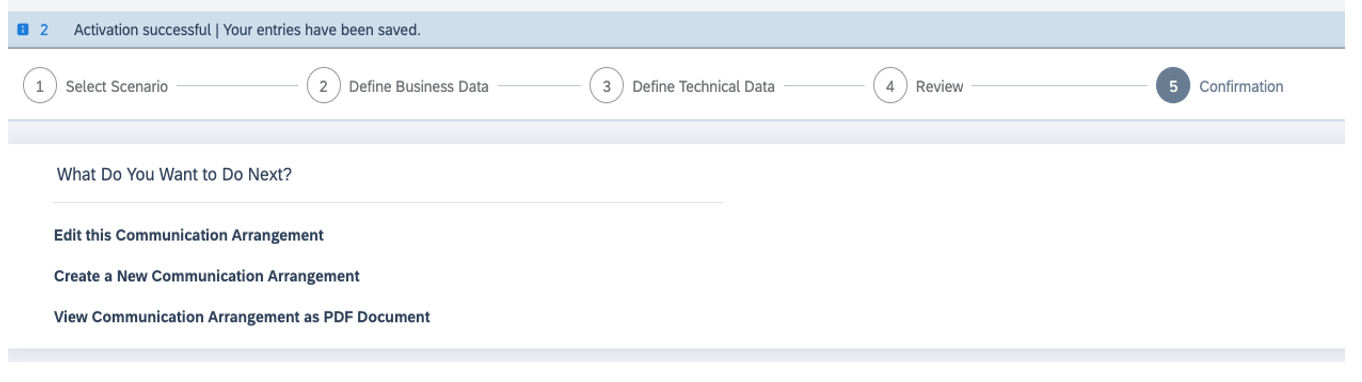 2 Activation successful | Your entries have been saved.
1 Select Scenario 2 Define Business Data 3 Define Technical Data 4 Review 5 Confirmation
What Do You Want to Do Next?
Edit this Communication Arrangement
Create a New Communication Arrangement
View Communication Arrangement as PDF Document